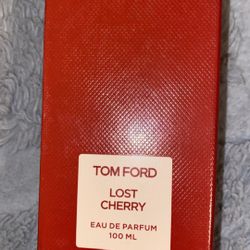 TOM FORD
LOST
CHERRY
EAU DE PARFUM
100 ML